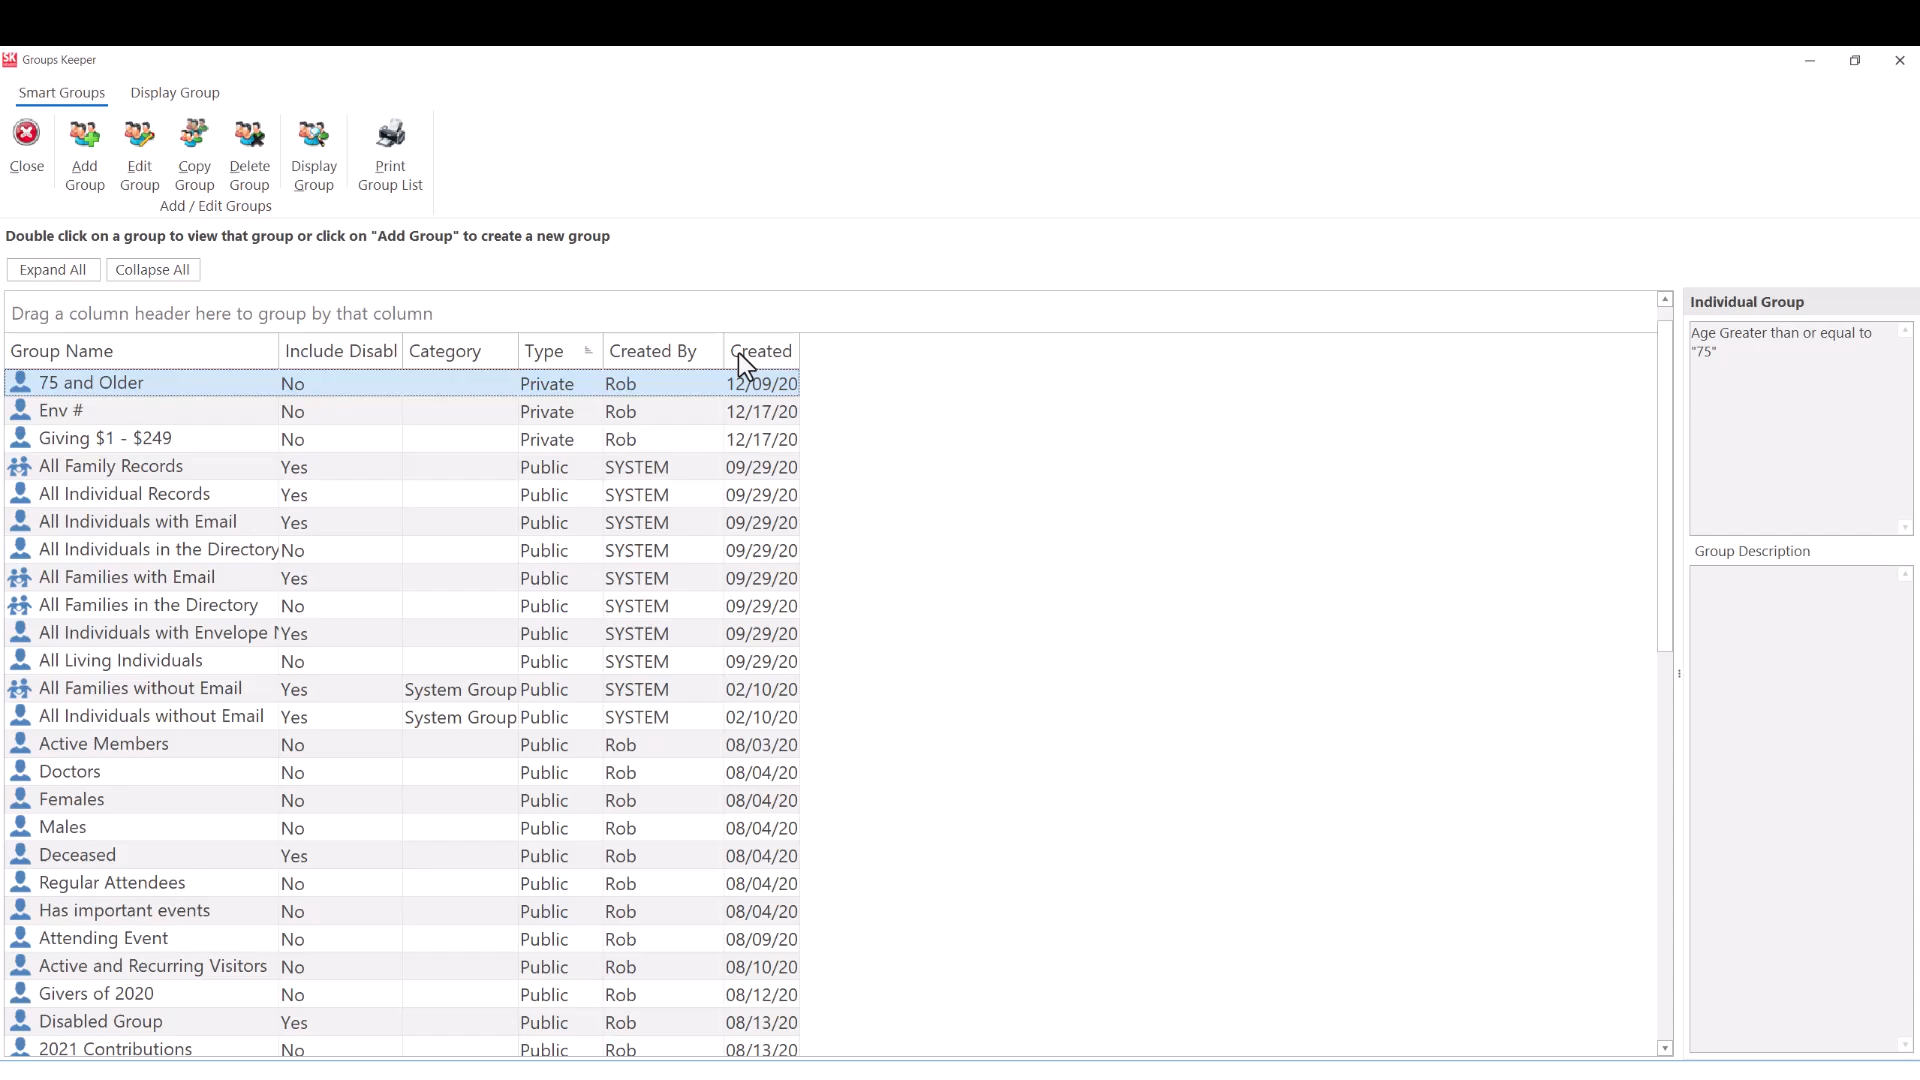 SK Groups Keeper
Smart Groups Display Group
Close Add Group Edit Group Copy Group Delete Group Display Group Print Group List
Add / Edit Groups
Double click on a group to view that group or click on "Add Group" to create a new group
Expand All Collapse All
Drag a column header here to group by that column
Group Name Include Disabl Category Type Created By Created
75 and Older No Private Rob 12/09/20
Env # No Private Rob 12/17/20
Giving $1 - $249 No Private Rob 12/17/20
All Family Records Yes Public SYSTEM 09/29/20
All Individual Records Yes Public SYSTEM 09/29/20
All Individuals with Email Yes Public SYSTEM 09/29/20
All Individuals in the Directory No Public SYSTEM 09/29/20
All Families with Email Yes Public SYSTEM 09/29/20
All Families in the Directory No Public SYSTEM 09/29/20
All Individuals with Envelope Yes Public SYSTEM 09/29/20
All Living Individuals No Public SYSTEM 09/29/20
All Families without Email Yes System Group Public SYSTEM 02/10/20
All Individuals without Email Yes System Group Public SYSTEM 02/10/20
Active Members No Public Rob 08/03/20
Doctors No Public Rob 08/04/20
Females No Public Rob 08/04/20
Males No Public Rob 08/04/20
Deceased Yes Public Rob 08/04/20
Regular Attendees No Public Rob 08/04/20
Has important events No Public Rob 08/04/20
Attending Event No Public Rob 08/09/20
Active and Recurring Visitors No Public Rob 08/10/20
Givers of 2020 No Public Rob 08/12/20
Disabled Group Yes Public Rob 08/13/20
2021 Contributions No Public Rob 08/13/20
Individual Group
Age Greater than or equal to
"75"
Group Description